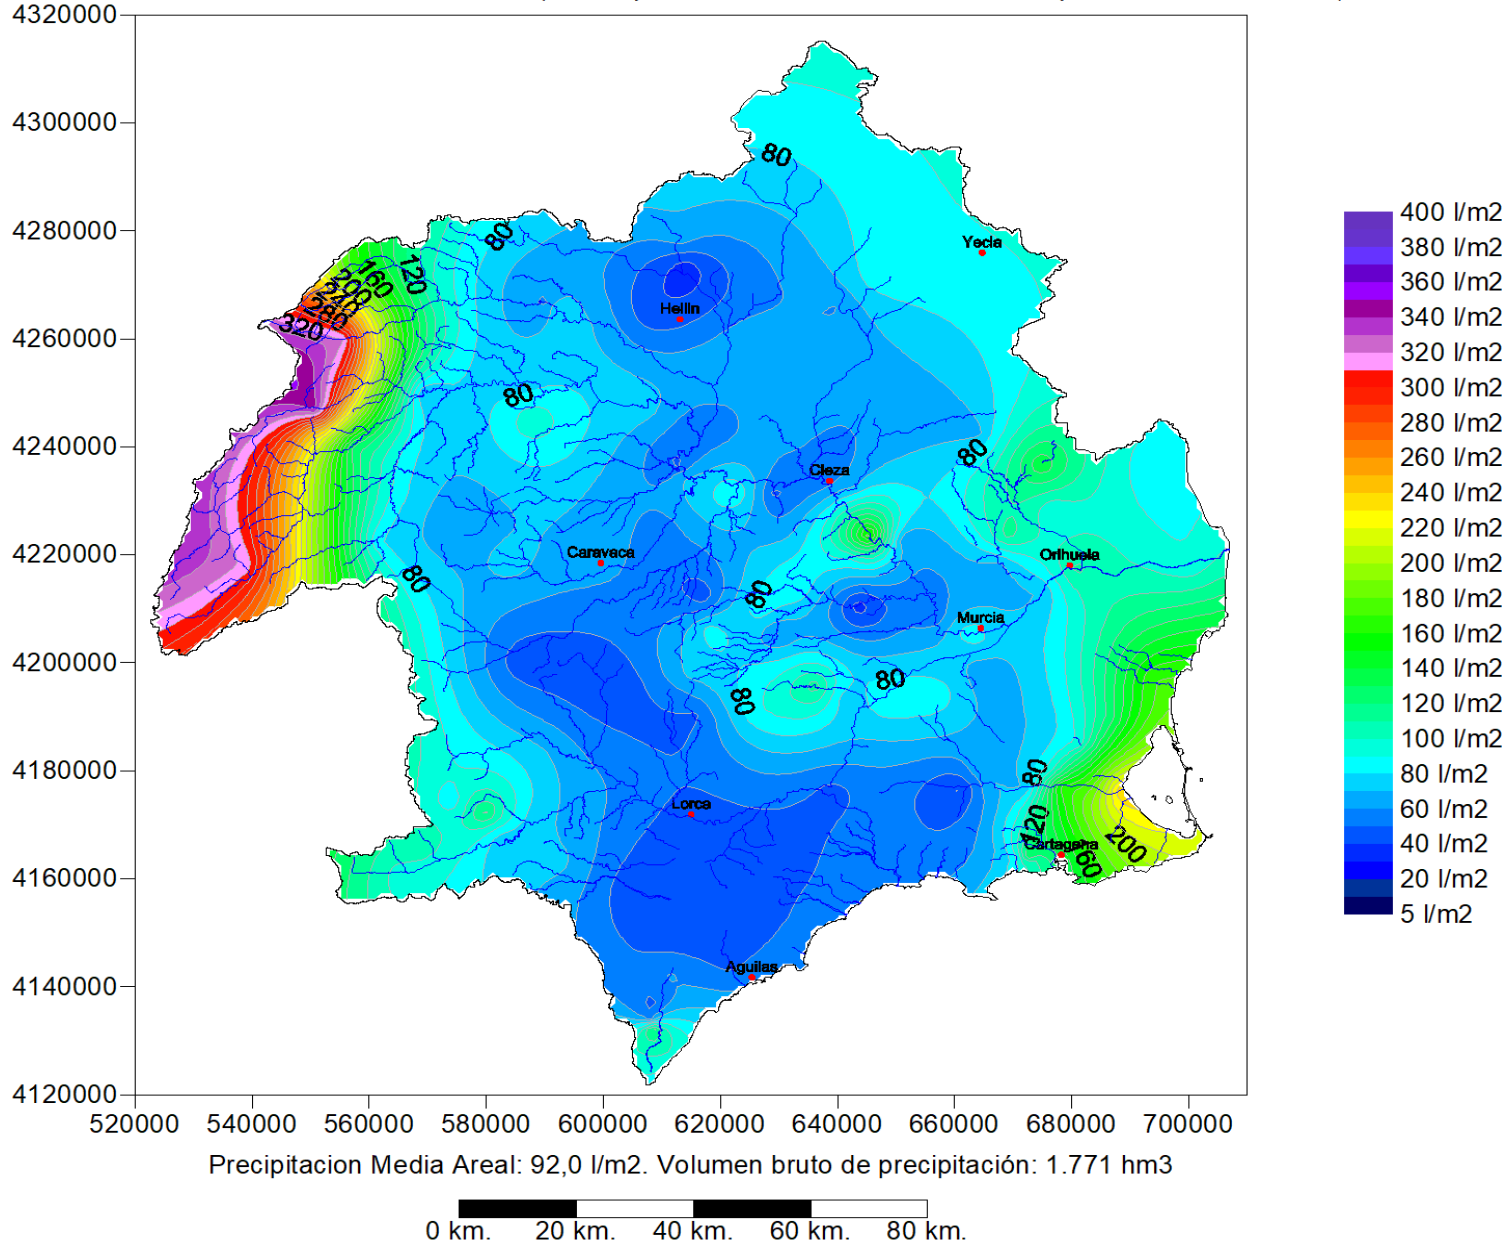 4320000
4300000
4280000
4260000
4240000
4220000
4200000
4180000
4160000
4140000
4120000
520000 540000 560000 580000 600000 620000 640000 660000 680000 700000
80
Yecla
80
120
160
200
240
280
320
Hellin
80
Cieza
80
Caravaca
Orihuela
80
80
Murcia
80
80
80
Lorca
120
Cartagena
200
60
Aguilas
400 l/m2
380 l/m2
360 l/m2
340 l/m2
320 l/m2
300 l/m2
280 l/m2
260 l/m2
240 l/m2
220 l/m2
200 l/m2
180 l/m2
160 l/m2
140 l/m2
120 l/m2
100 l/m2
80 l/m2
60 l/m2
40 l/m2
20 l/m2
5 l/m2
Precipitacion Media Areal: 92,0 l/m2. Volumen bruto de precipitación: 1.771 hm3
0 km. 20 km. 40 km. 60 km. 80 km.